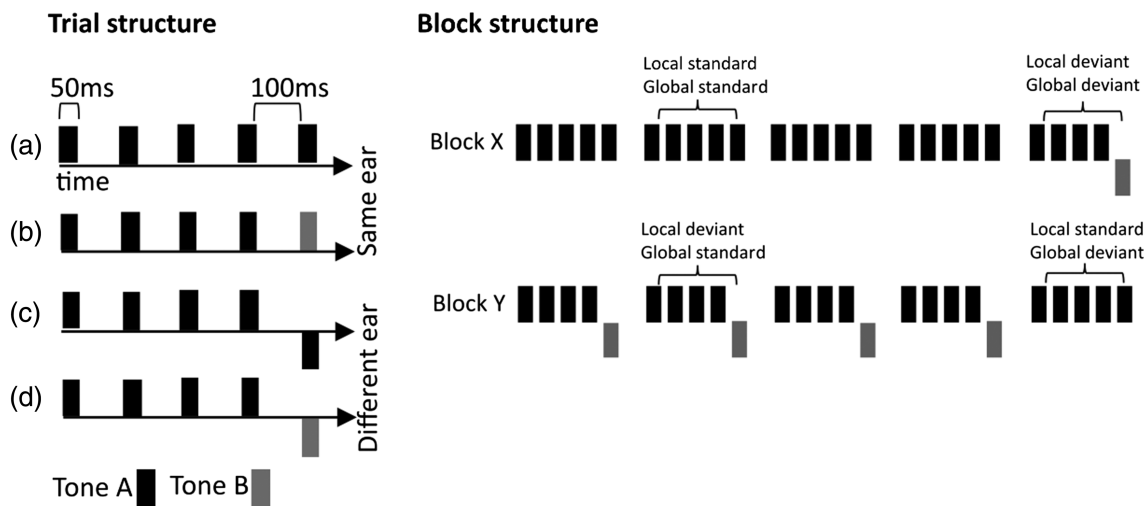 Trial structure
50ms
100ms
(a)
time
(b)
Same ear
(c)
(d)
Different ear
Tone A
Tone B
Block structure
Local standard
Global standard
Local deviant
Global deviant
Block X
Local deviant
Global standard
Local standard
Global deviant
Block Y